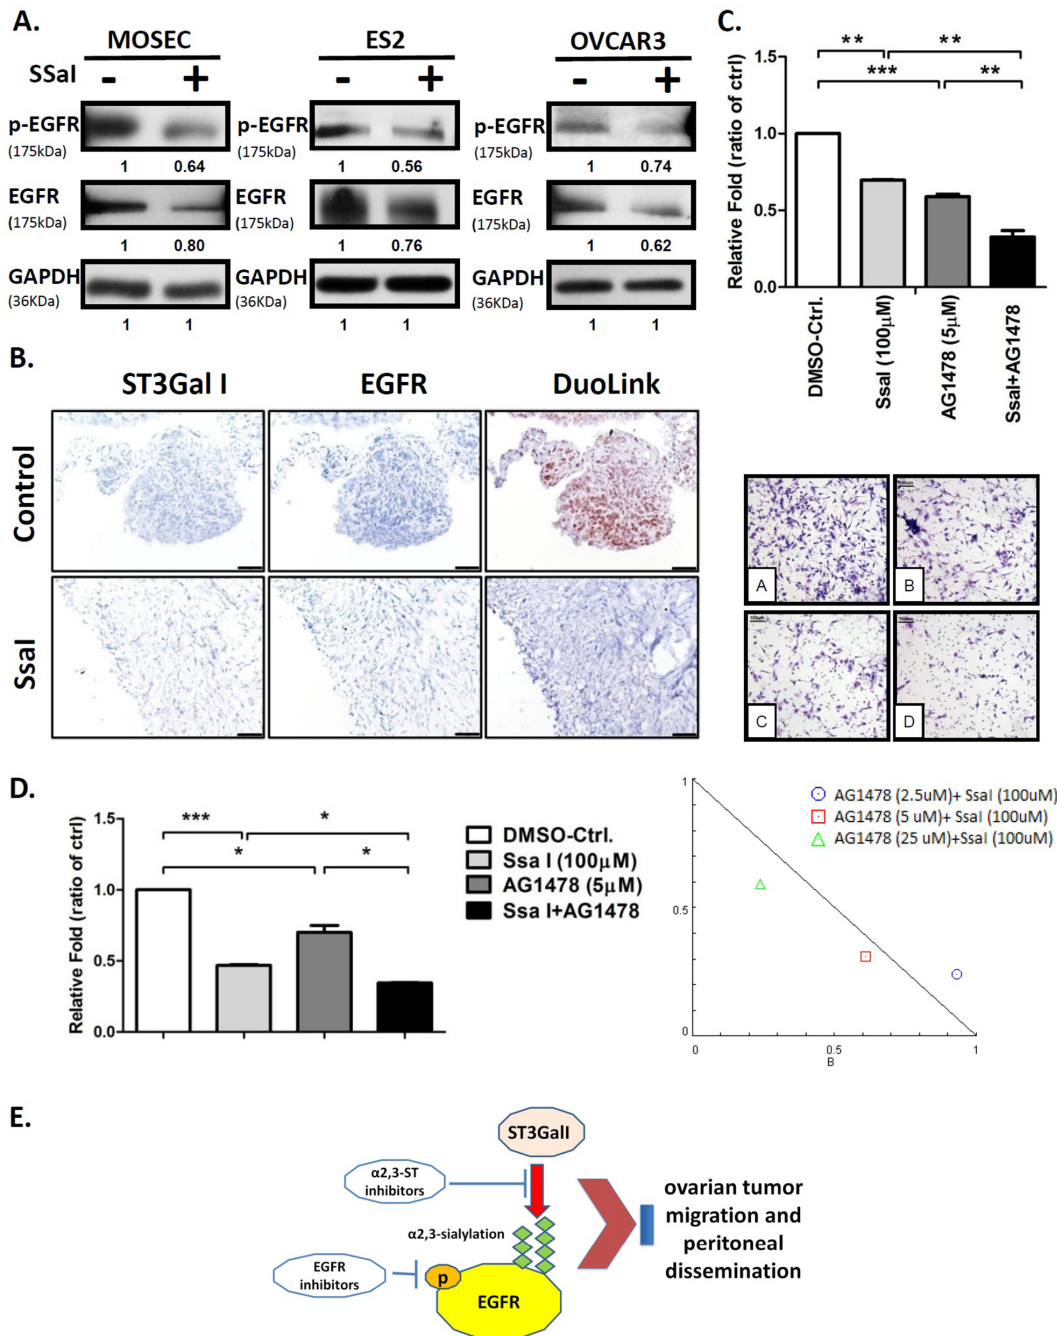 A.
MOSEC
SSal
-
+
p-EGFR
(175kDa)
1
0.64
EGFR
(175kDa)
1
0.80
GAPDH
(36KDa)
1
1
ES2
-
+
p-EGFR
(175kDa)
1
0.56
EGFR
(175kDa)
1
0.76
GAPDH
(36KDa)
1
1
OVCAR3
-
+
p-EGFR
(175kDa)
1
0.74
EGFR
(175kDa)
1
0.62
GAPDH
(36KDa)
1
1
B.
ST3Gal I
EGFR
DuoLink
Control
Ssal
C.
Relative Fold (ratio of ctrl)
1.5
1.0
0.5
0.0
** **
*** **
DMSO-Ctrl.
Ssal (100μM)
AG1478 (5μM)
Ssal+AG1478
A
B
C
D
D.
Relative Fold (ratio of ctrl)
1.5
1.0
0.5
0.0
*** *
* *
DMSO-Ctrl.
Ssa I (100μM)
AG1478 (5μM)
Ssa I+AG1478
1
0.5
0
0
0.5
1
B
AG1478 (2.5uM)+ Ssal (100uM)
AG1478 (5 uM)+ Ssal (100uM)
AG1478 (25 uM)+Ssal (100uM)
E.
ST3GalI
α2,3-ST
inhibitors
α2,3-sialylation
EGFR
inhibitors
p
EGFR
ovarian tumor
migration and
peritoneal
dissemination